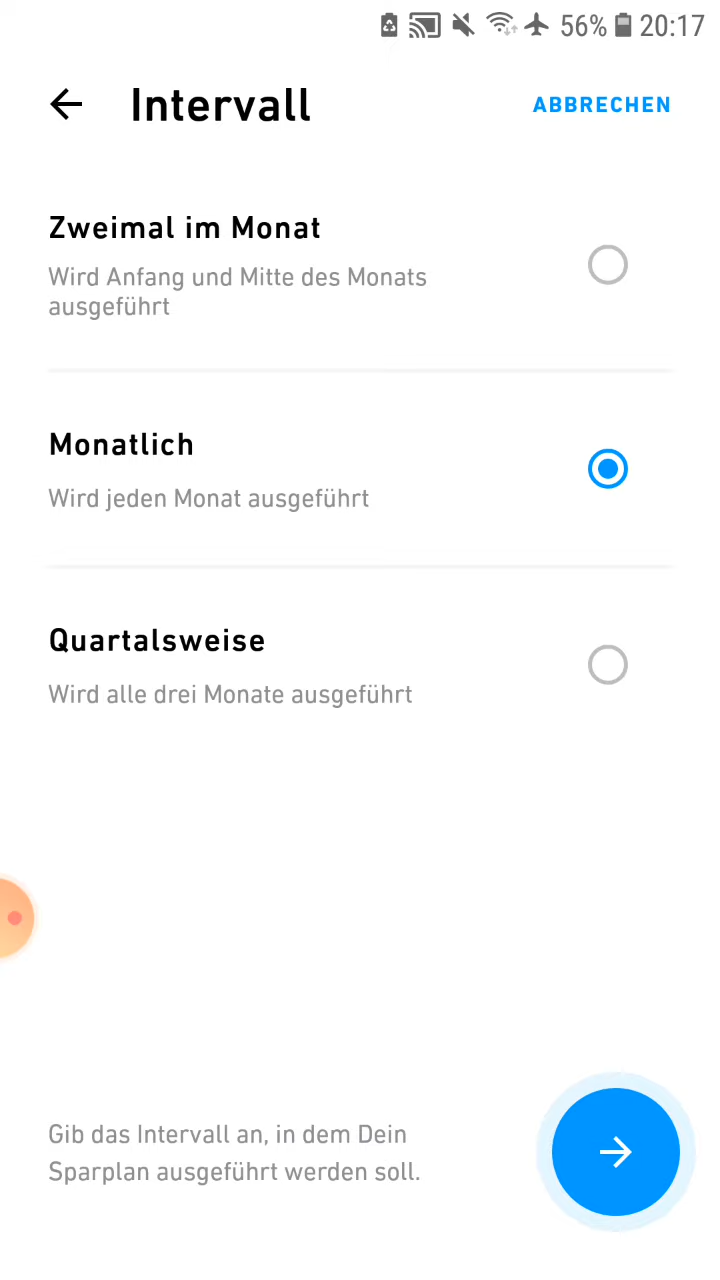 56% 20:17
Intervall
ABBRECHEN
Zweimal im Monat
Wird Anfang und Mitte des Monats
ausgeführt
Monatlich
Wird jeden Monat ausgeführt
Quartalsweise
Wird alle drei Monate ausgeführt
Gib das Intervall an, in dem Dein
Sparplan ausgeführt werden soll.